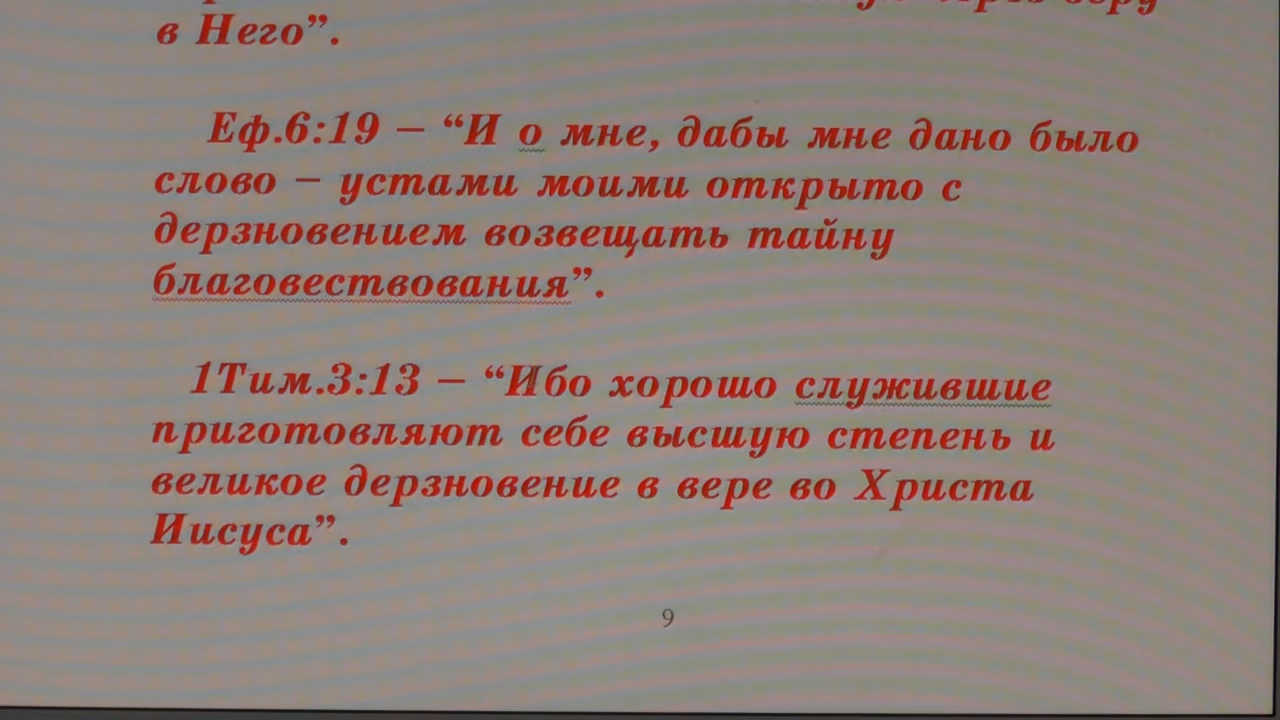 в Него”.
Еф.6:19 – “И о мне, дабы мне дано было
слово – устами моими открыто с
дерзновением возвещать тайну
благовествования”.
1Тим.3:13 – “Ибо хорошо служившие
приготовляют себе высшую степень и
великое дерзновение в вере во Христа
Иисуса”.
9